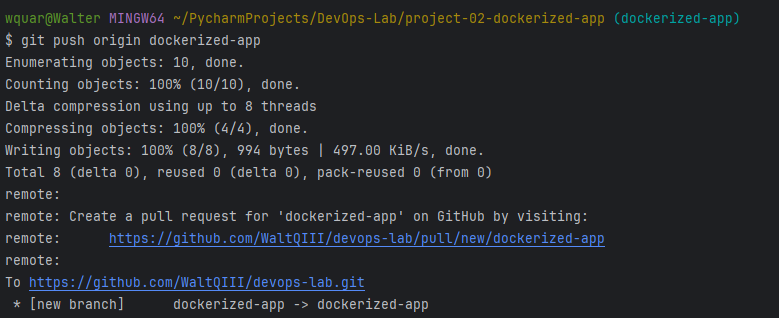 wquar@Walter MINGW64 ~/PycharmProjects/DevOps-Lab/project-02-dockerized-app (dockerized-app)
$ git push origin dockerized-app
Enumerating objects: 10, done.
Counting objects: 100% (10/10), done.
Delta compression using up to 8 threads
Compressing objects: 100% (4/4), done.
Writing objects: 100% (8/8), 994 bytes | 497.00 KiB/s, done.
Total 8 (delta 0), reused 0 (delta 0), pack-reused 0 (from 0)
remote:
remote: Create a pull request for 'dockerized-app' on GitHub by visiting:
remote:      https://github.com/WaltQIII/devops-lab/pull/new/dockerized-app
remote:
To https://github.com/WaltQIII/devops-lab.git
 * [new branch]      dockerized-app -> dockerized-app